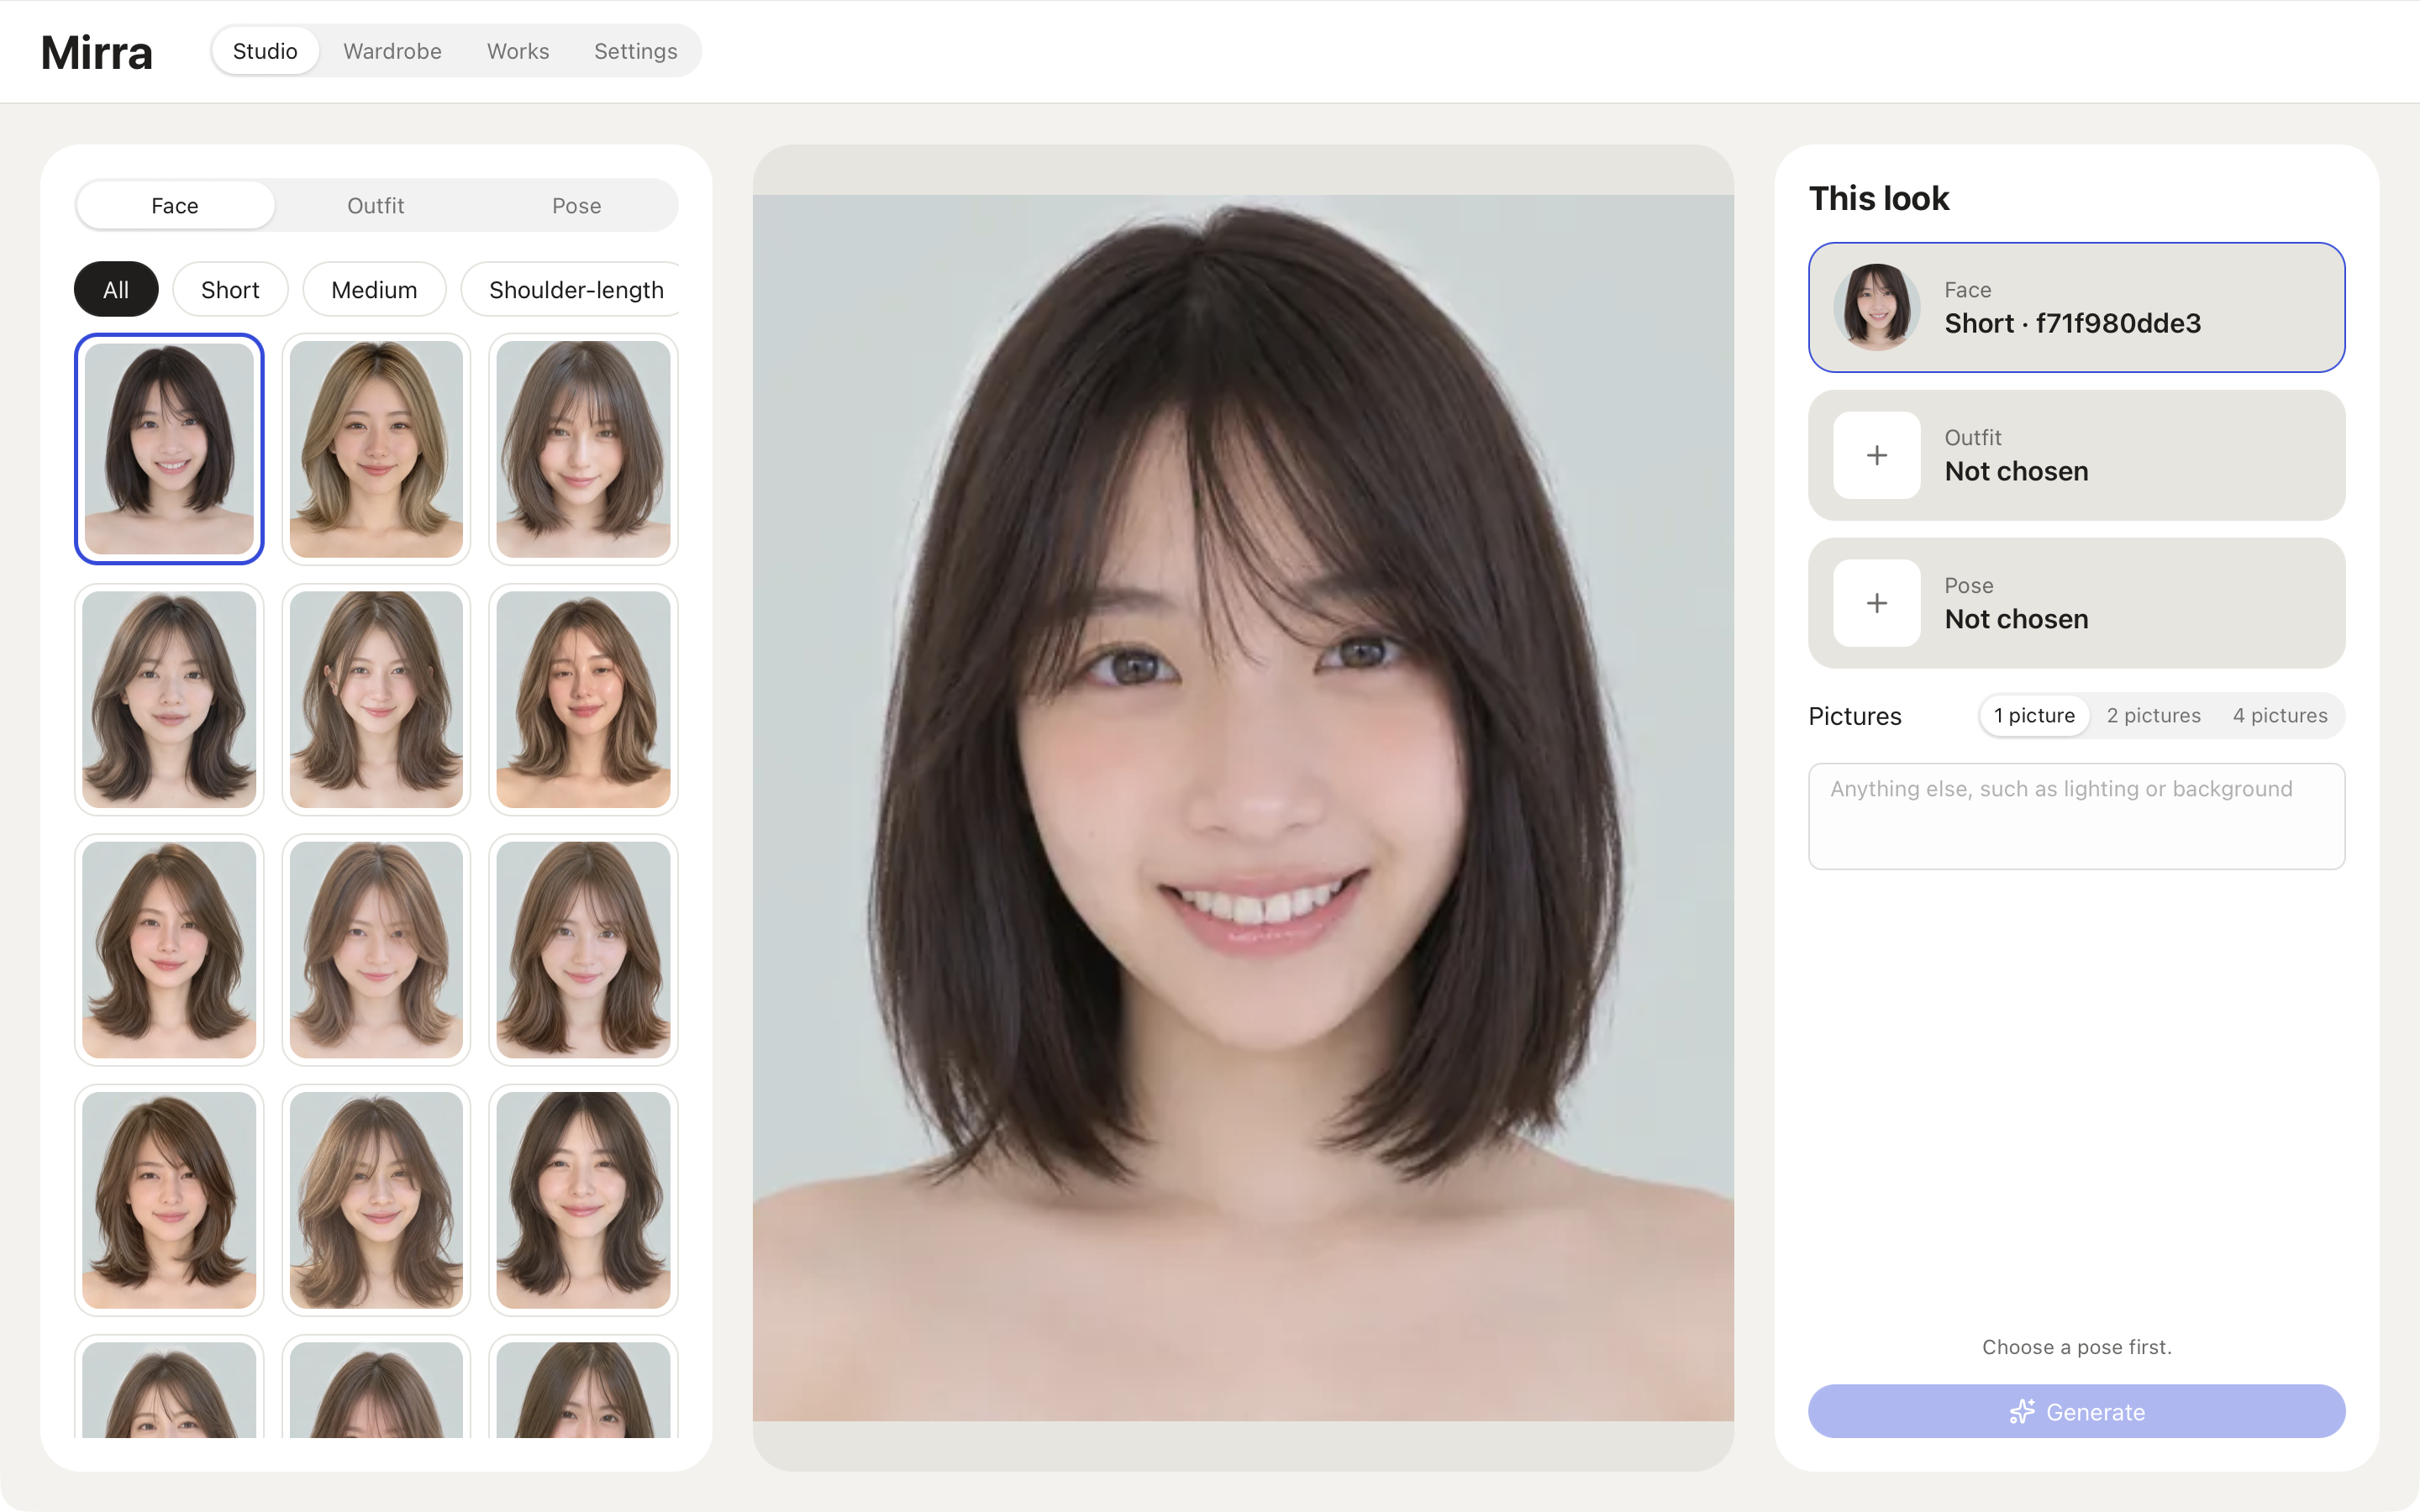 Mirra
Studio
Wardrobe
Works
Settings
Face
Outfit
Pose
All
Short
Medium
Shoulder-length
This look
Face
Short · f71f980dde3
Outfit
Not chosen
Pose
Not chosen
Pictures
1 picture
2 pictures
4 pictures
Anything else, such as lighting or background
Choose a pose first.
Generate